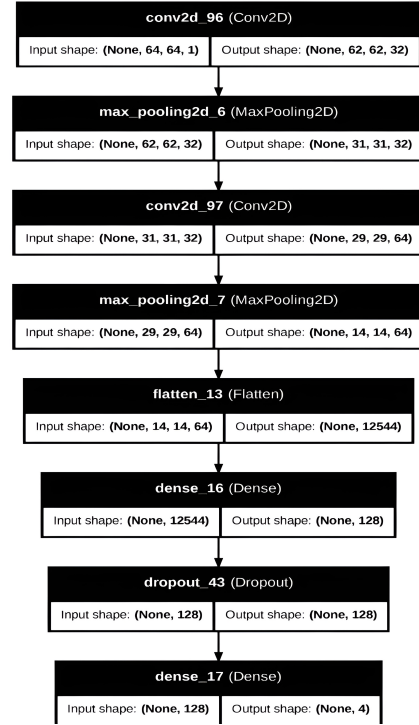 conv2d_96 (Conv2D)
Input shape: (None, 64, 64, 1) Output shape: (None, 62, 62, 32)
max_pooling2d_6 (MaxPooling2D)
Input shape: (None, 62, 62, 32) Output shape: (None, 31, 31, 32)
conv2d_97 (Conv2D)
Input shape: (None, 31, 31, 32) Output shape: (None, 29, 29, 64)
max_pooling2d_7 (MaxPooling2D)
Input shape: (None, 29, 29, 64) Output shape: (None, 14, 14, 64)
flatten_13 (Flatten)
Input shape: (None, 14, 14, 64) Output shape: (None, 12544)
dense_16 (Dense)
Input shape: (None, 12544) Output shape: (None, 128)
dropout_43 (Dropout)
Input shape: (None, 128) Output shape: (None, 128)
dense_17 (Dense)
Input shape: (None, 128) Output shape: (None, 4)